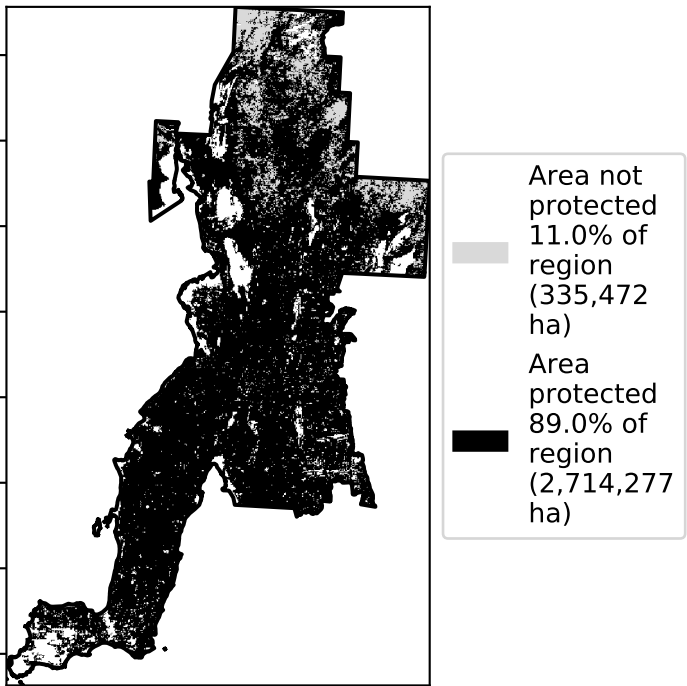 Area not
protected
11.0% of
region
(335,472
ha)
Area
protected
89.0% of
region
(2,714,277
ha)